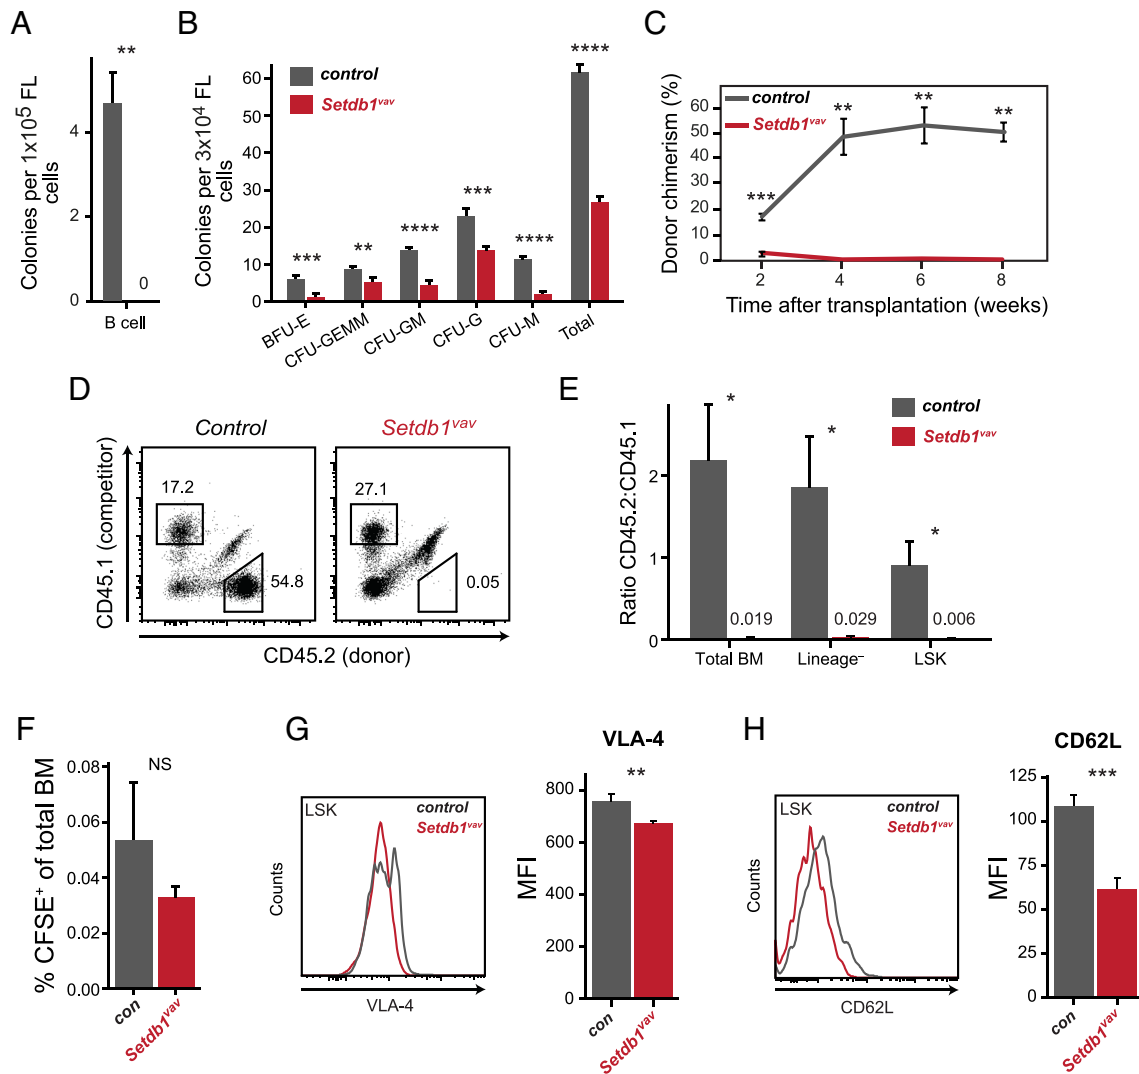 A
Colonies per 1x10⁵ FL
cells
**
4
2
0
0
B cell
B
Colonies per 3x10⁴ FL
cells
60
50
40
30
20
10
0
control
Setdb1ᵛᵃᵛ
***
**
****
***
****
****
BFU-E
CFU-GEMM
CFU-GM
CFU-G
CFU-M
Total
C
Donor chimerism (%)
60
50
40
30
20
10
0
control
Setdb1ᵛᵃᵛ
***
**
**
**
2
4
6
8
Time after transplantation (weeks)
D
Control
Setdb1ᵛᵃᵛ
CD45.1 (competitor)
17.2
54.8
27.1
0.05
CD45.2 (donor)
E
Ratio CD45.2:CD45.1
2
1
0
control
Setdb1ᵛᵃᵛ
*
*
*
0.019
0.029
0.006
Total BM
Lineage⁻
LSK
F
% CFSE⁺ of total BM
0.08
0.06
0.04
0.02
0.00
NS
con
Setdb1ᵛᵃᵛ
G
LSK
control
Setdb1ᵛᵃᵛ
Counts
VLA-4
VLA-4
MFI
800
600
400
200
0
**
con
Setdb1ᵛᵃᵛ
H
LSK
control
Setdb1ᵛᵃᵛ
Counts
CD62L
CD62L
MFI
125
100
75
50
25
0
***
con
Setdb1ᵛᵃᵛ